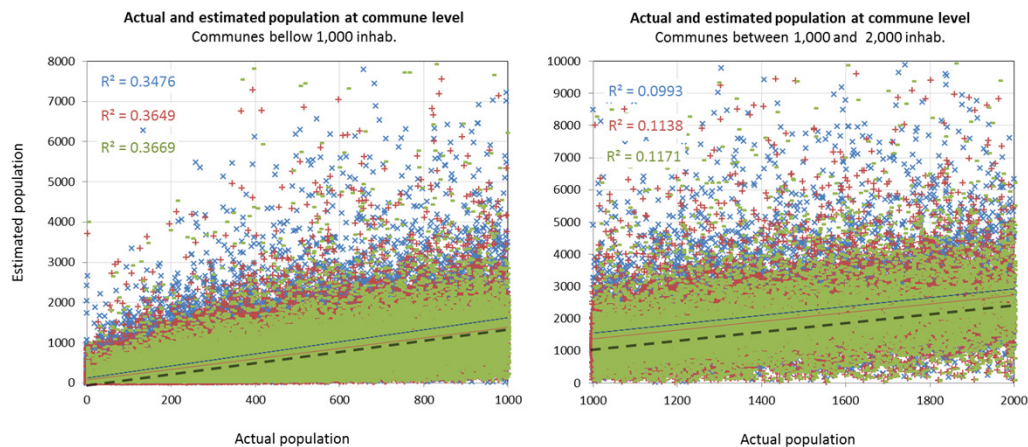 Actual and estimated population at commune level
Communes bellow 1,000 inhab.
8000
7000
6000
5000
4000
3000
2000
1000
0
R² = 0.3476
R² = 0.3649
R² = 0.3669
Estimated population
0
200
400
600
800
1000
Actual population
Actual and estimated population at commune level
Communes between 1,000 and 2,000 inhab.
10000
9000
8000
7000
6000
5000
4000
3000
2000
1000
0
R² = 0.0993
R² = 0.1138
R² = 0.1171
1000
1200
1400
1600
1800
2000
Actual population